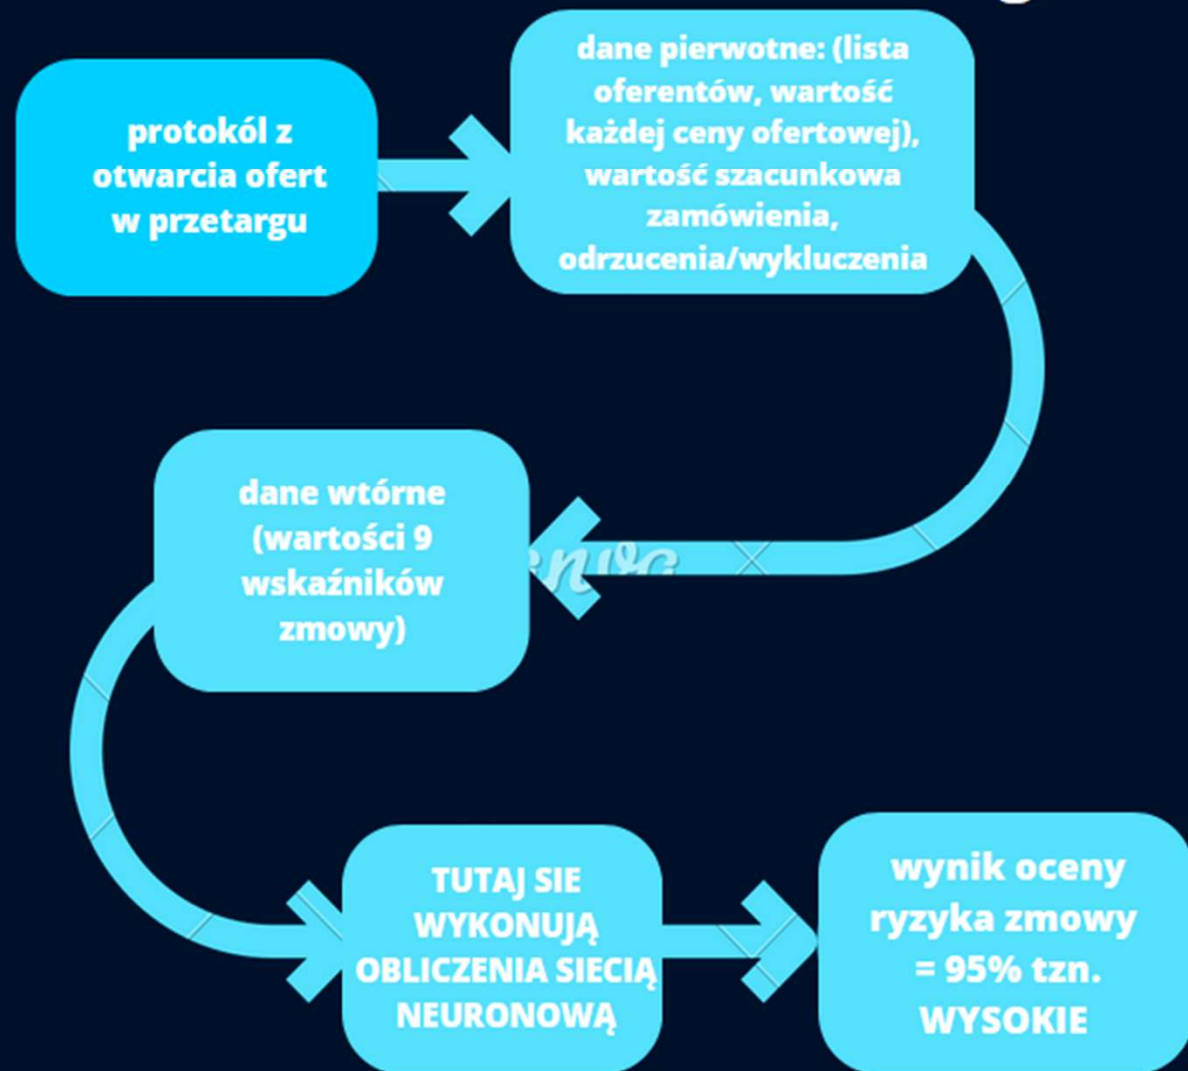 protokól z
otwarcia ofert
w przetargu
dane pierwotne: (lista
oferentów, wartość
każdej ceny ofertowej),
wartość szacunkowa
zamówienia,
odrzucenia/wykluczenia
dane wtórne
(wartości 9
wskaźników
zmowy)
TUTAJ SIE
WYKONUJĄ
OBLICZENIA SIECIĄ
NEURONOWĄ
wynik oceny
ryzyka zmowy
= 95% tzn.
WYSOKIE